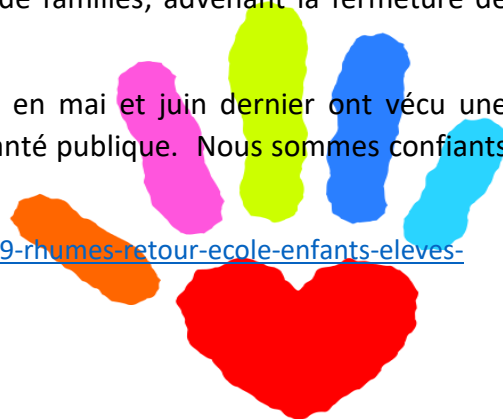 de familles, advenant la fermeture de
en mai et juin dernier ont vécu une
anté publique. Nous sommes confiants
9-rhumes-retour-ecole-enfants-eleves-